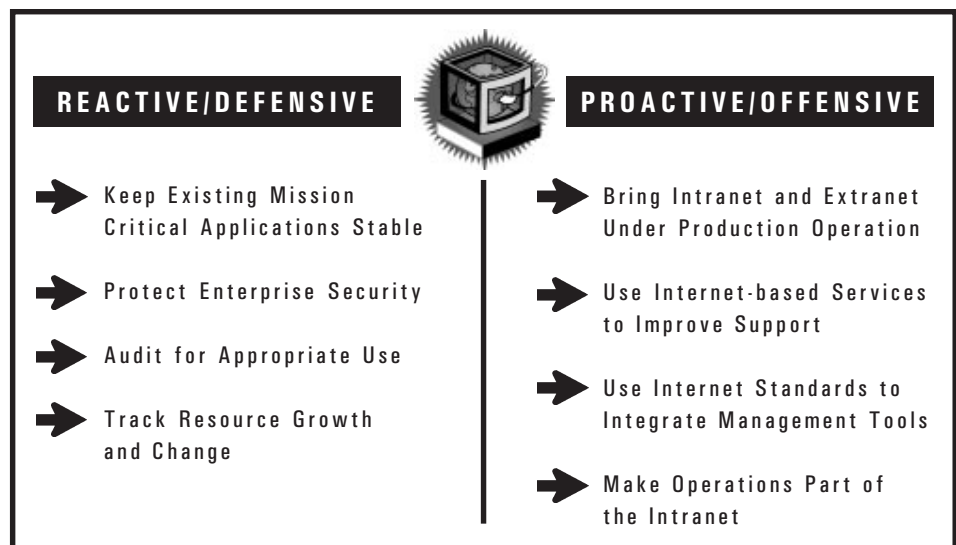 REACTIVE/DEFENSIVE
Keep Existing Mission
Critical Applications Stable
Protect Enterprise Security
Audit for Appropriate Use
Track Resource Growth
and Change
PROACTIVE/OFFENSIVE
Bring Intranet and Extranet
Under Production Operation
Use Internet-based Services
to Improve Support
Use Internet Standards to
Integrate Management Tools
Make Operations Part of
the Intranet